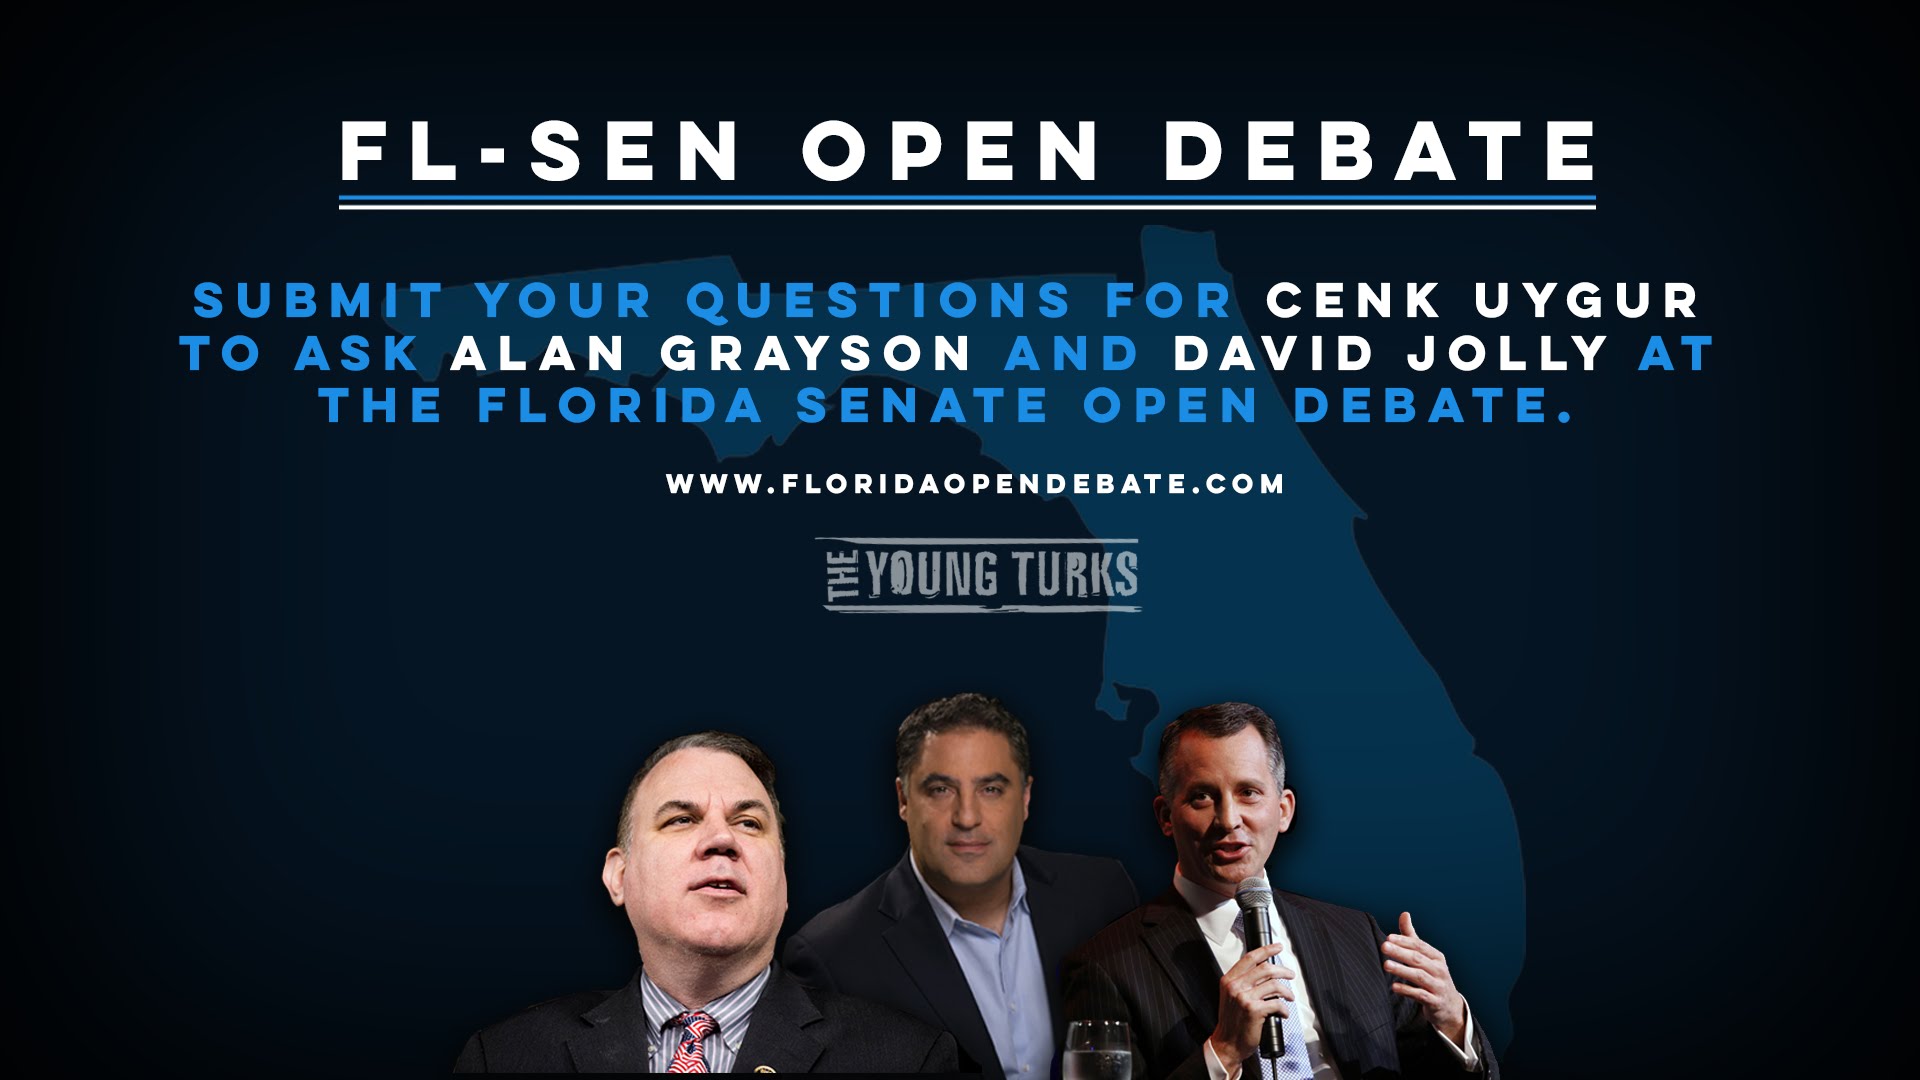 FL-SEN OPEN DEBATE
SUBMIT YOUR QUESTIONS FOR CENK UYGUR
TO ASK ALAN GRAYSON AND DAVID JOLLY AT
THE FLORIDA SENATE OPEN DEBATE.
WWW.FLORIDAOPENDEBATE.COM
THE YOUNG TURKS